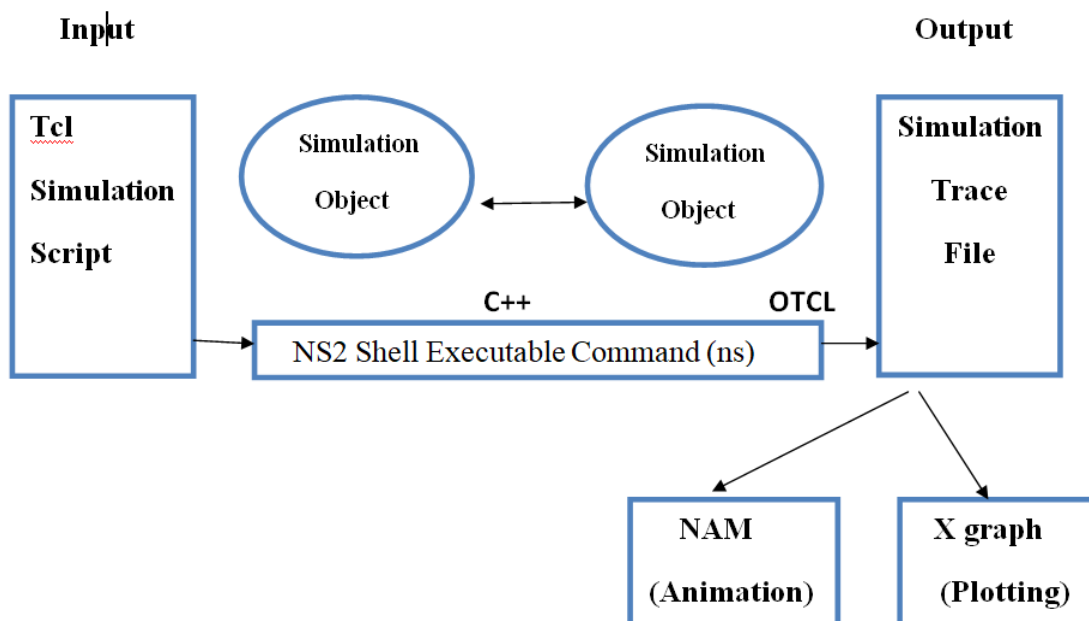 Input
Output
Tcl
Simulation
Script
Simulation
Object
Simulation
Object
Simulation
Trace
File
C++
OTCL
NS2 Shell Executable Command (ns)
NAM
(Animation)
X graph
(Plotting)